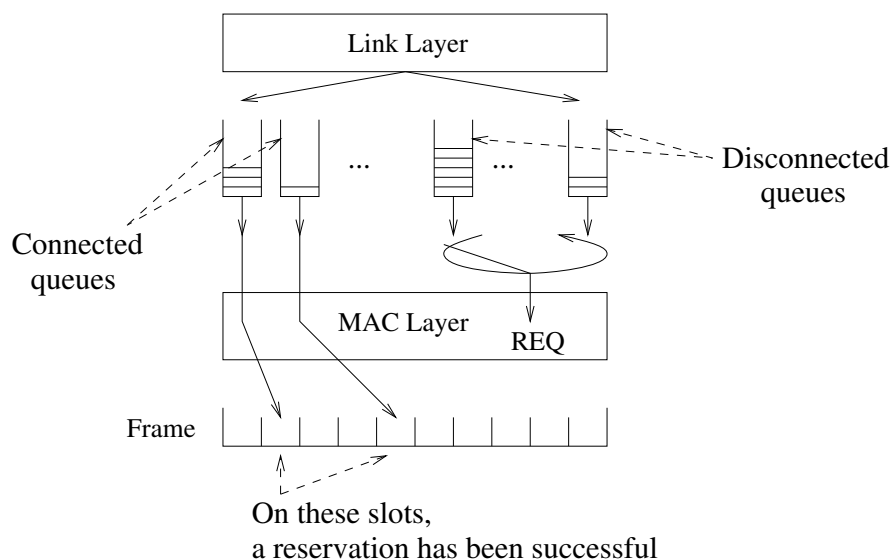 Link Layer
...
...
Disconnected
queues
Connected
queues
MAC Layer
REQ
Frame
On these slots,
a reservation has been successful